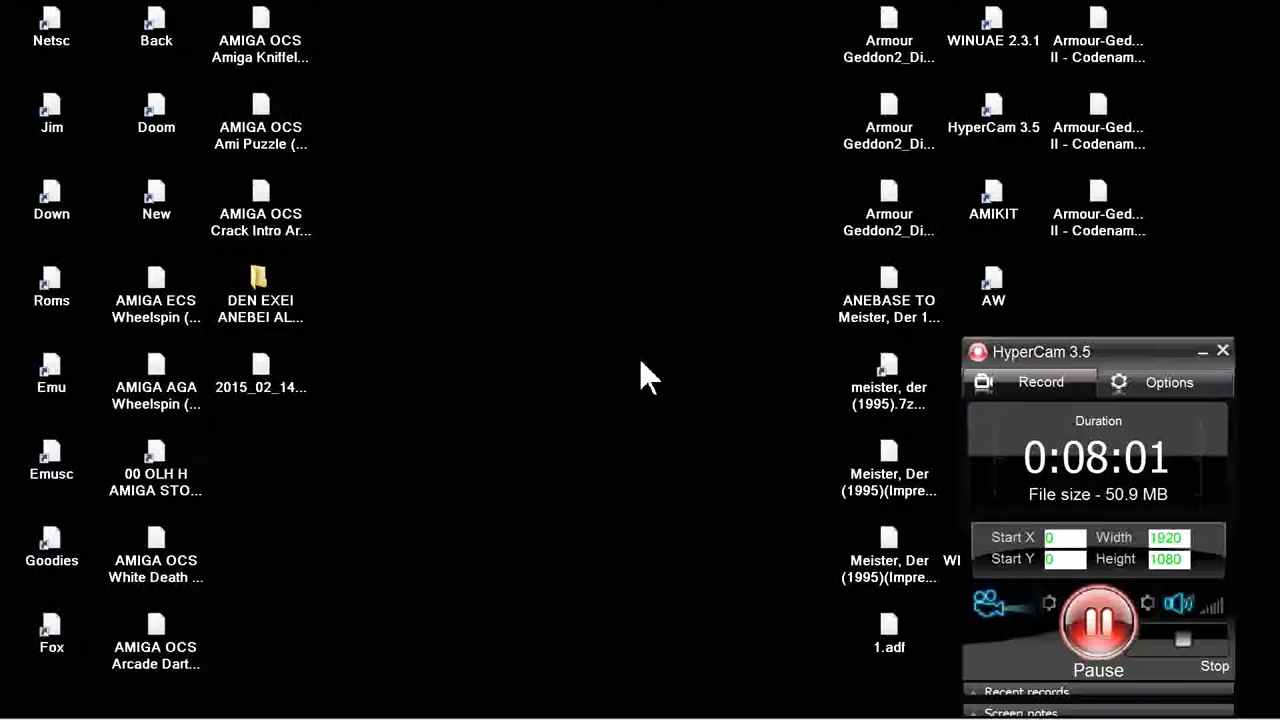 Netsc
Back
AMIGA OCS
Amiga Kniffel...
Armour
Geddon2_Di...
WINUAE 2.3.1
Armour-Ged...
II - Codenam...
Jim
Doom
AMIGA OCS
Ami Puzzle (...
Armour
Geddon2_Di...
HyperCam 3.5
Armour-Ged...
II - Codenam...
Down
New
AMIGA OCS
Crack Intro Ar...
Armour
Geddon2_Di...
AMIKIT
Armour-Ged...
II - Codenam...
Roms
AMIGA ECS
Wheelspin (...
DEN EXEI
ANEBEI AL...
ANEBASE TO
Meister, Der 1...
AW
Emu
AMIGA AGA
Wheelspin (...
2015_02_14...
meister, der
(1995).7z...
Emusc
00 OLH H
AMIGA STO...
Meister, Der
(1995)(Impre...
Goodies
AMIGA OCS
White Death ...
Meister, Der
(1995)(Impre...
WI
Fox
AMIGA OCS
Arcade Dart...
1.adf
HyperCam 3.5
Record
Options
Duration
0:08:01
File size - 50.9 MB
Start X 0 Width 1920
Start Y 0 Height 1080
Pause
Stop
Recent records
Screen notes